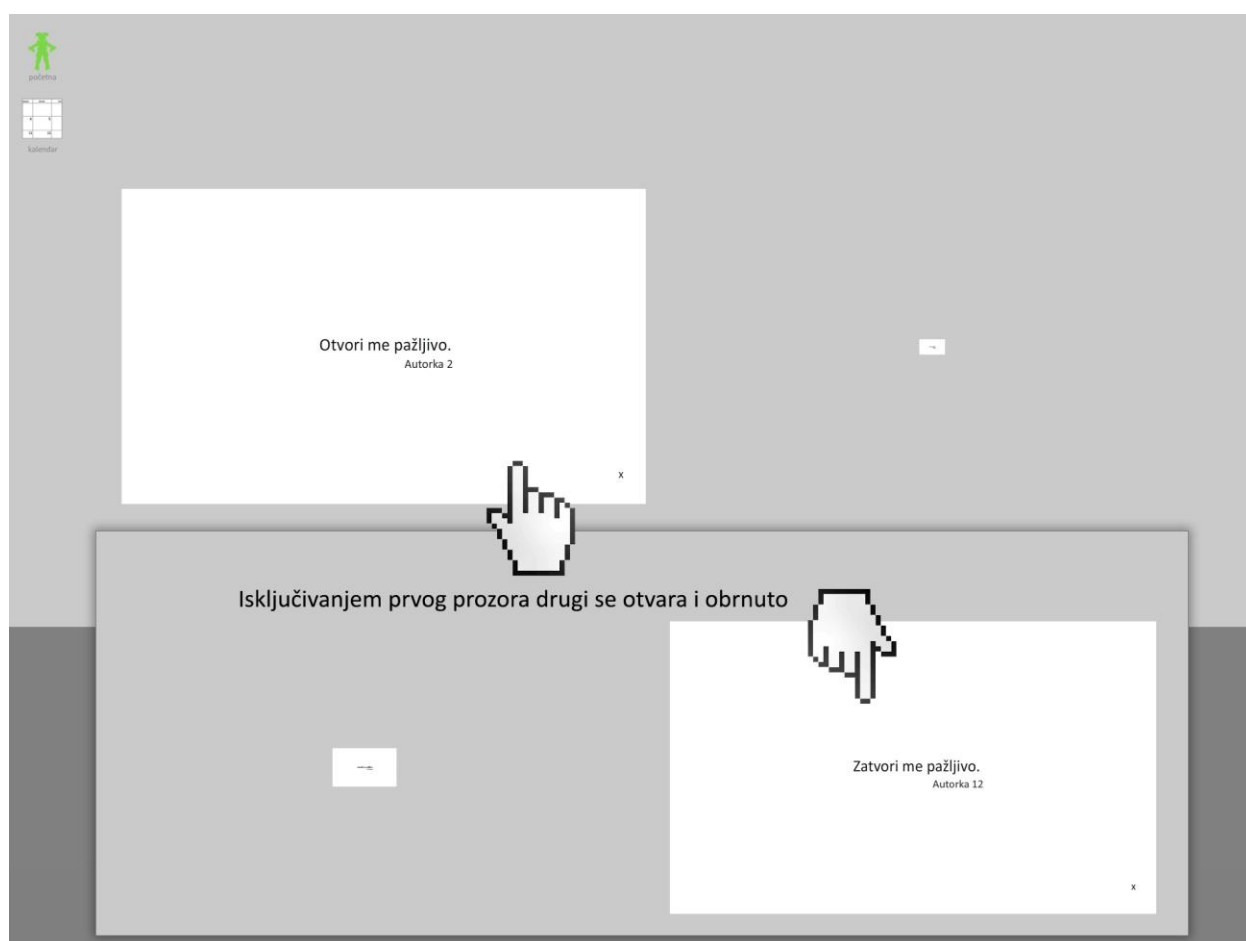 početna
kalendar
Otvori me pažljivo.
Autorka 2
x
Isključivanjem prvog prozora drugi se otvara i obrnuto
Zatvori me pažljivo.
Autorka 12
x